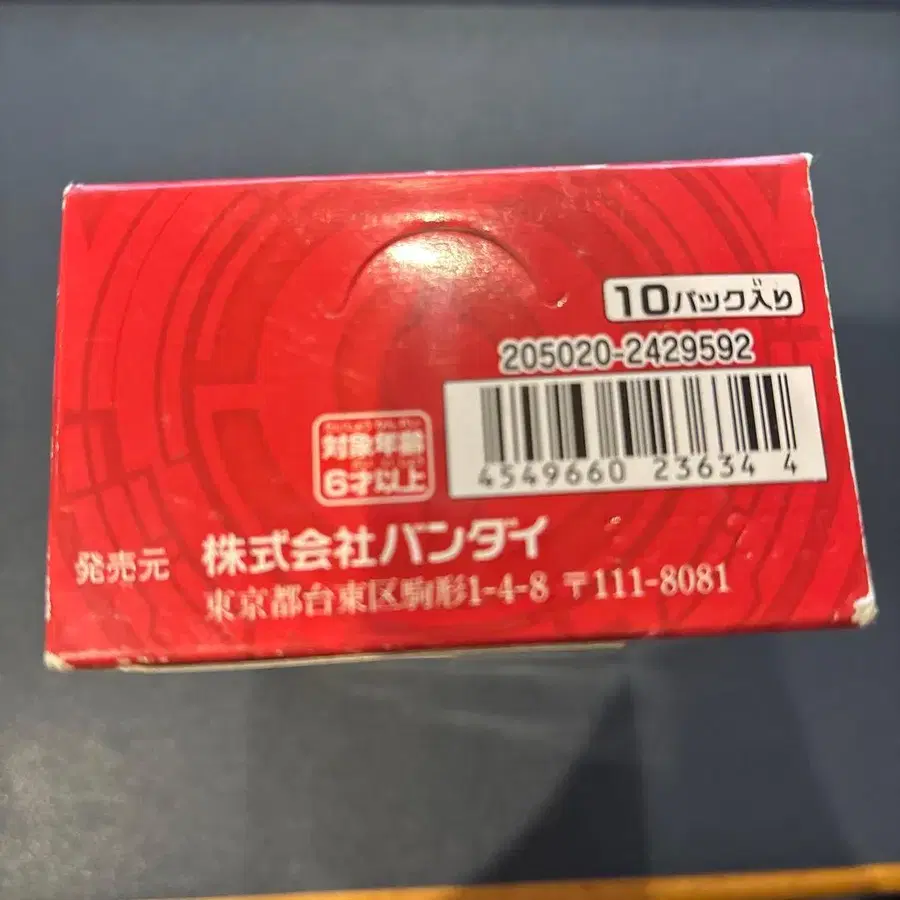 10パック入り
205020-2429592
4549660 23634 4
対象年齢
6才以上
発売元 株式会社バンダイ
東京都台東区駒形1-4-8 〒111-8081